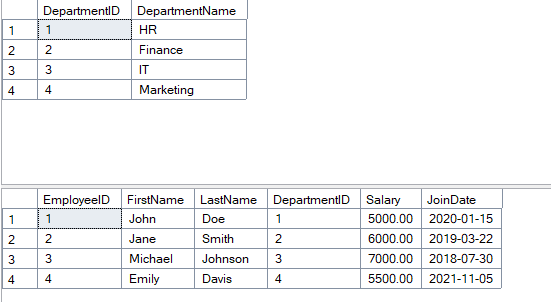 DepartmentID DepartmentName
1 1 HR
2 2 Finance
3 3 IT
4 4 Marketing
EmployeeID FirstName LastName DepartmentID Salary JoinDate
1 1 John Doe 1 5000.00 2020-01-15
2 2 Jane Smith 2 6000.00 2019-03-22
3 3 Michael Johnson 3 7000.00 2018-07-30
4 4 Emily Davis 4 5500.00 2021-11-05